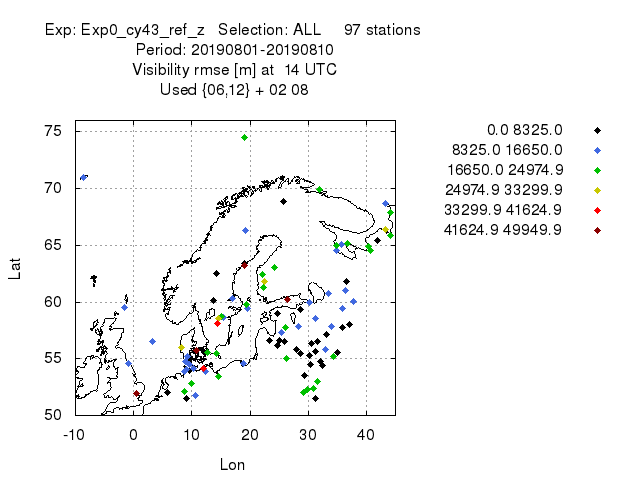 Exp: Exp0_cy43_ref_z Selection: ALL 97 stations
Period: 20190801-20190810
Visibility rmse [m] at 14 UTC
Used {06,12} + 02 08
0.0 8325.0
8325.0 16650.0
16650.0 24974.9
24974.9 33299.9
33299.9 41624.9
41624.9 49949.9
75
70
65
60
55
50
Lat
-10 0 10 20 30 40
Lon